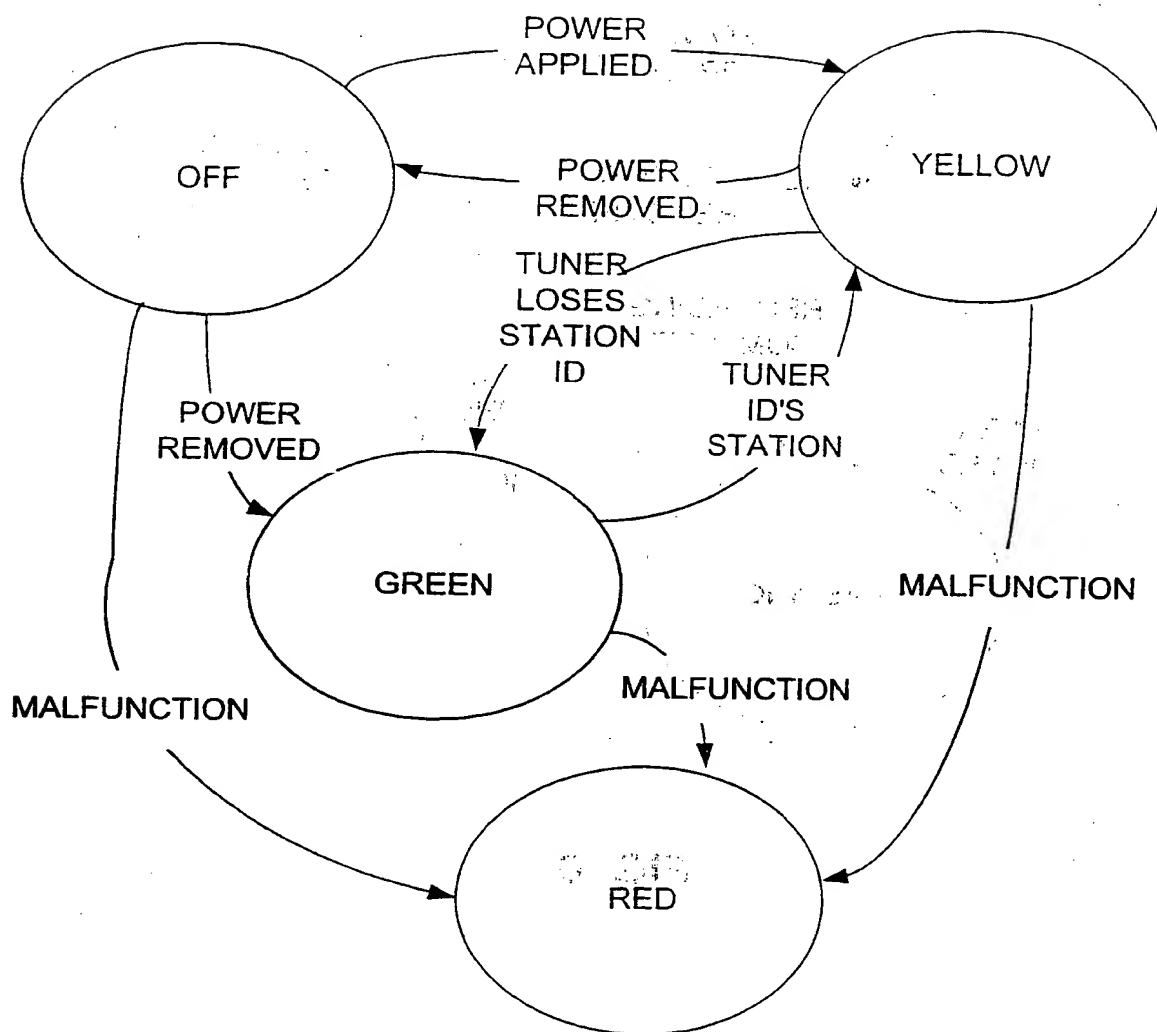 POWER
APPLIED
OFF
YELLOW
POWER
REMOVED
TUNER
LOSES
STATION
ID
TUNER
ID'S
STATION
POWER
REMOVED
GREEN
MALFUNCTION
MALFUNCTION
MALFUNCTION
RED